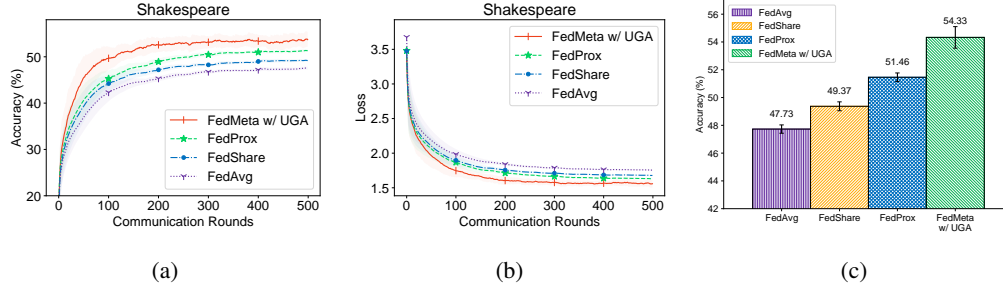 Shakespeare
Accuracy (%)
50
40
30
20
0
100
200
300
400
500
Communication Rounds
FedMeta w/ UGA
FedProx
FedShare
FedAvg
(a)
Shakespeare
Loss
3.5
3.0
2.5
2.0
1.5
0
100
200
300
400
500
Communication Rounds
FedMeta w/ UGA
FedProx
FedShare
FedAvg
(b)
Accuracy (%)
56
54
52
50
48
46
44
42
FedAvg
FedShare
FedProx
FedMeta w/ UGA
47.73
49.37
51.46
54.33
FedAvg
FedShare
FedProx
FedMeta
w/ UGA
(c)